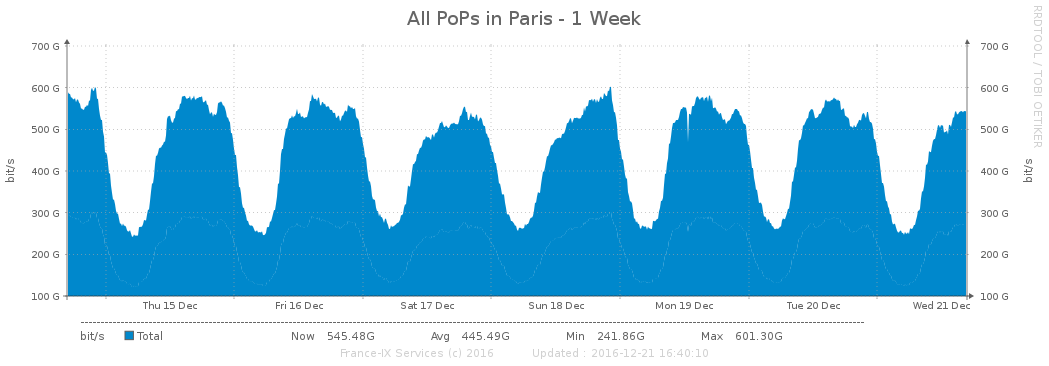 All PoPs in Paris - 1 Week
RRDTOOL / TOBI OETIKER
bit/s
700 G
600 G
500 G
400 G
300 G
200 G
100 G
700 G
600 G
500 G
400 G
300 G
200 G
100 G
bit/s
Thu 15 Dec Fri 16 Dec Sat 17 Dec Sun 18 Dec Mon 19 Dec Tue 20 Dec Wed 21 Dec
bit/s Total Now 545.48G Avg 445.49G Min 241.86G Max 601.30G
France-IX Services (c) 2016 Updated : 2016-12-21 16:40:10